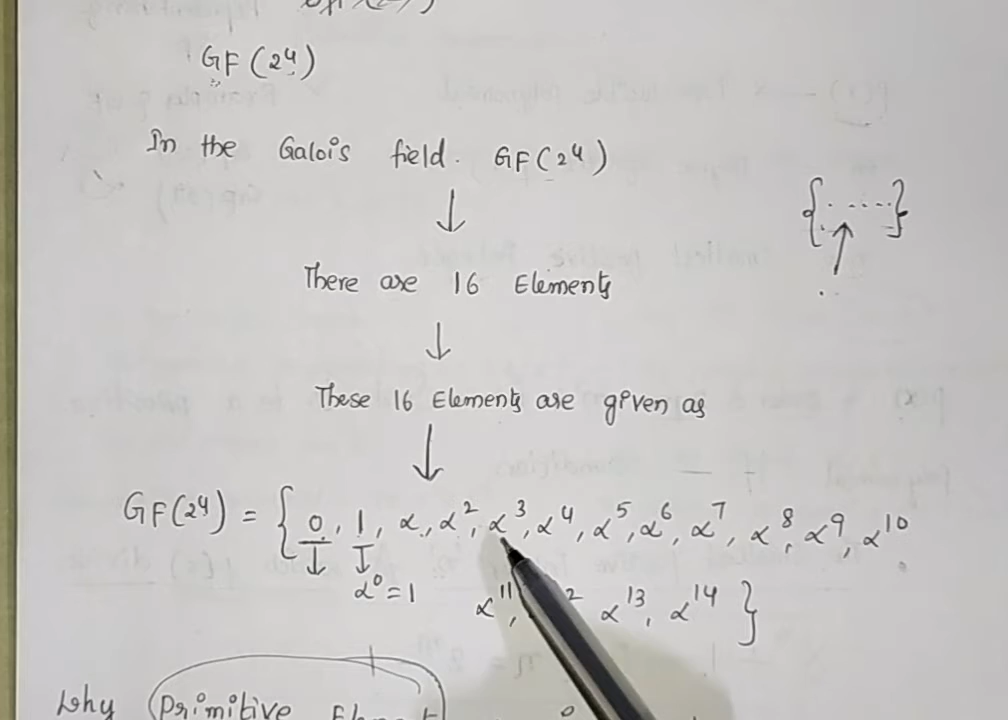 GF(2⁴)
In the Galois field. GF(2⁴)
{......}
There are 16 Elements
These 16 Elements are given as
GF(2⁴) = { 0, 1, α, α², α³, α⁴, α⁵, α⁶, α⁷, α⁸, α⁹, α¹⁰
α⁰ = 1 α¹¹, α¹³, α¹⁴ }
Why Primitive